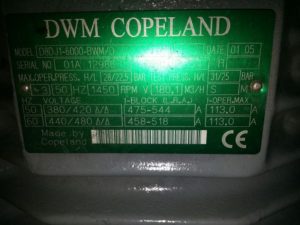 DWM COPELAND
MODEL D8DJ1-6000-BWM/D DATE 01 05
SERIAL NO 01A
MAX.OPER.PRESS. H/L 28/22.5 BAR TEST PRESS. H/L 31/25 BAR
3 50 HZ 1450 RPM V 180,1 M3/H S M
HZ VOLTAGE I-BLOCK (L.R.A.) I-OPER.MAX
50 380/420 Δ/Δ 475-544 A 113,0 A
60 440/480 Δ/Δ 458-518 A 113,0 A
Made by
Copeland CE